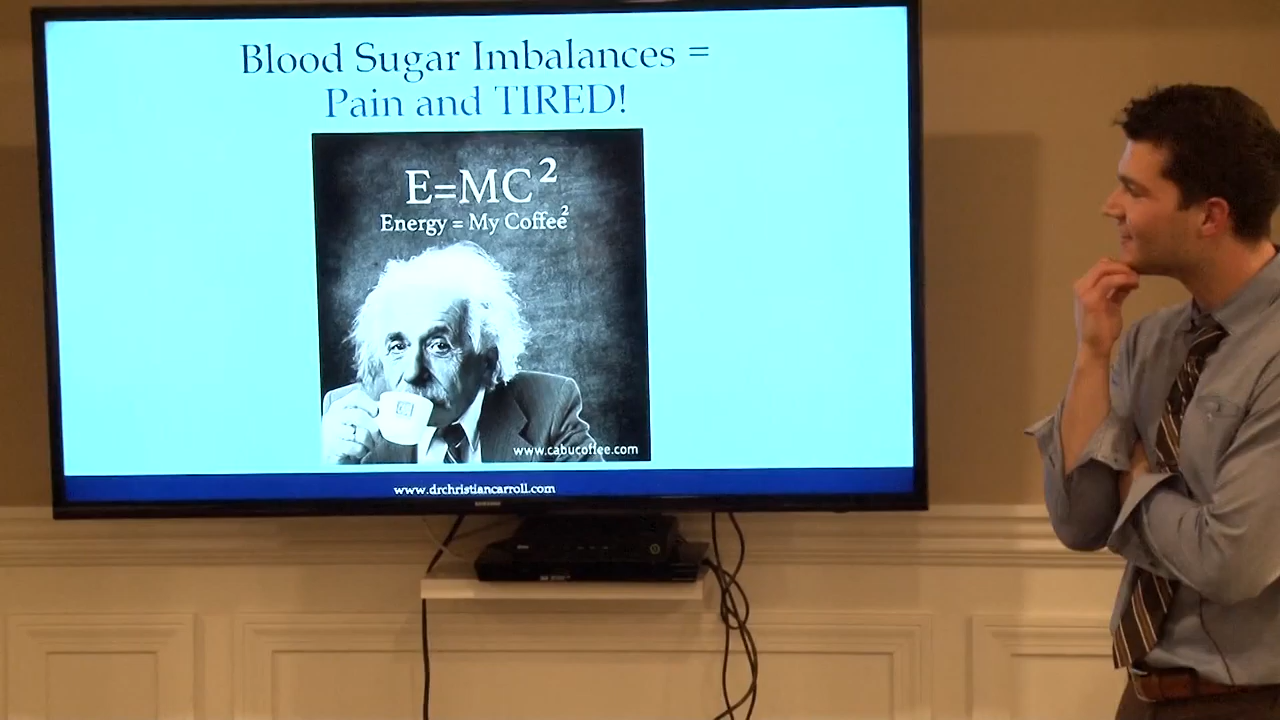 Blood Sugar Imbalances =
Pain and TIRED!
E=MC²
Energy = My Coffee²
www.cabucoffee.com
www.drchristiancarroll.com